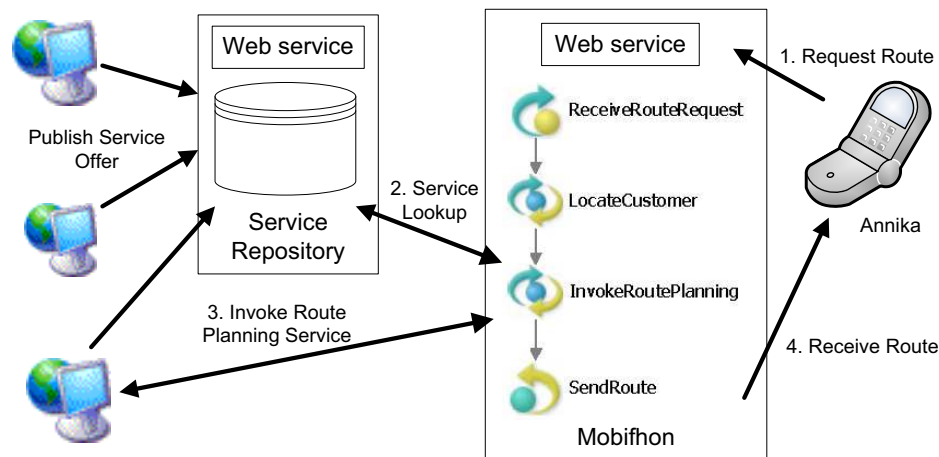 Web service
Publish Service
Offer
Service
Repository
2. Service
Lookup
3. Invoke Route
Planning Service
Web service
ReceiveRouteRequest
LocateCustomer
InvokeRoutePlanning
SendRoute
Mobifhon
1. Request Route
Annika
4. Receive Route